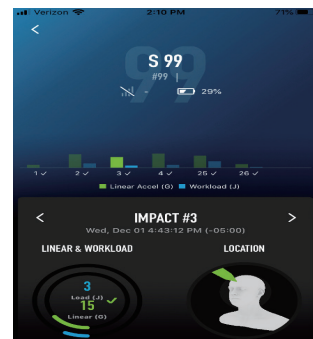 Verizon 2:10 PM 71%
99
S 99
#99 |
- 29%
1 ✓ 2 ✓ 3 ✓ 4 ✓ 25 ✓ 26 ✓
Linear Accel (G) Workload (J)
< IMPACT #3 >
Wed, Dec 01 4:43:12 PM (-05:00)
LINEAR & WORKLOAD LOCATION
3
Load (J)
15
Linear (G)